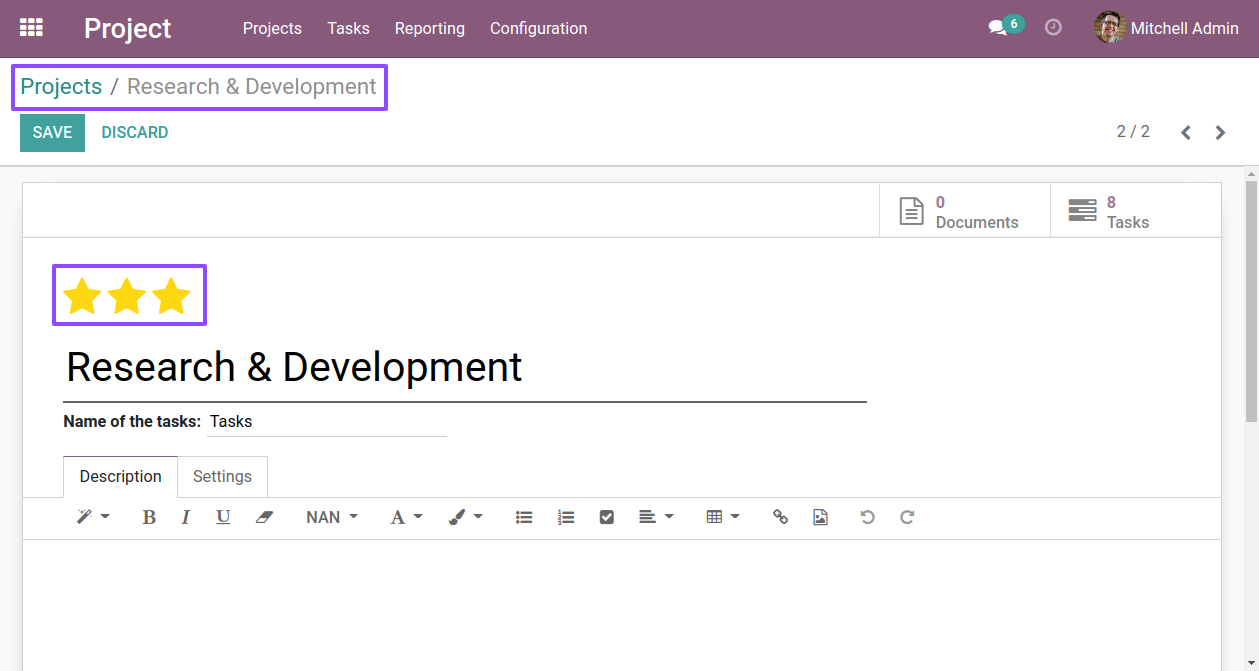 Project Projects Tasks Reporting Configuration 6 Mitchell Admin
Projects / Research & Development
SAVE DISCARD 2 / 2
0
Documents
8
Tasks
Research & Development
Name of the tasks: Tasks
Description Settings
B I U NAN A